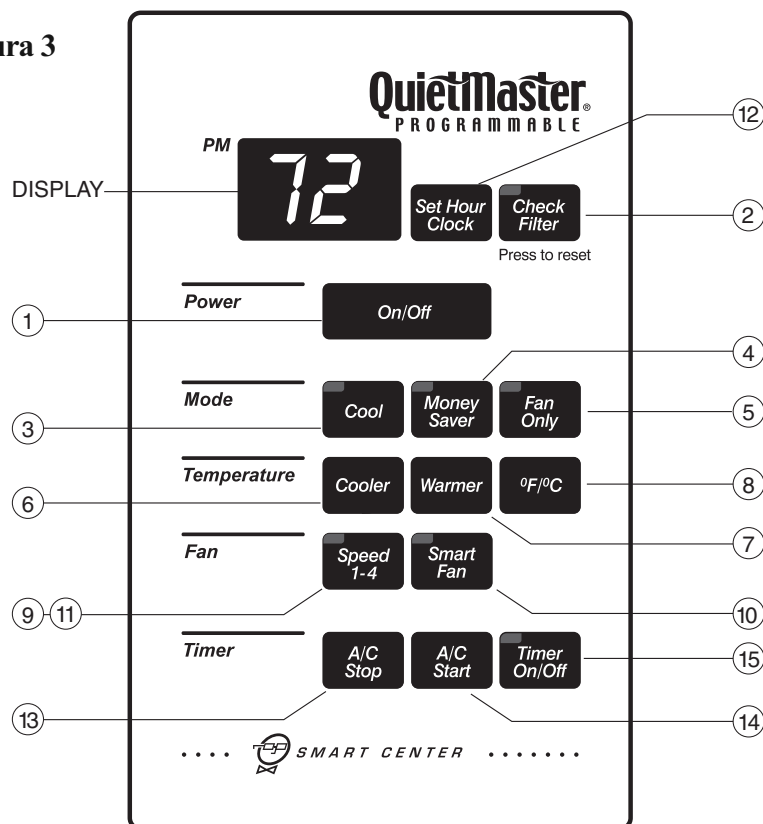 ura 3
QuietMaster®
PROGRAMMABLE
12
PM
72
DISPLAY
Set Hour
Clock
Check
Filter
2
Press to reset
Power
On/Off
1
4
Mode
Cool
Money
Saver
Fan
Only
5
3
Temperature
Cooler
Warmer
ºF/ºC
8
6
7
Fan
Speed
1-4
Smart
Fan
9
11
10
Timer
A/C
Stop
A/C
Start
Timer
On/Off
15
13
14
SMART CENTER